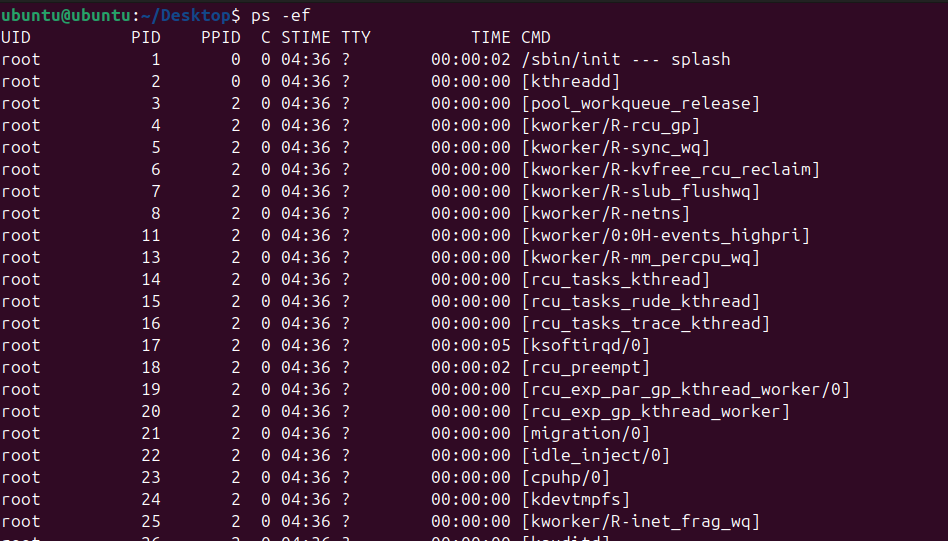 ubuntu@ubuntu:~/Desktop$ ps -ef
UID          PID    PPID  C STIME TTY          TIME CMD
root           1       0  0 04:36 ?        00:00:02 /sbin/init --- splash
root           2       0  0 04:36 ?        00:00:00 [kthreadd]
root           3       2  0 04:36 ?        00:00:00 [pool_workqueue_release]
root           4       2  0 04:36 ?        00:00:00 [kworker/R-rcu_gp]
root           5       2  0 04:36 ?        00:00:00 [kworker/R-sync_wq]
root           6       2  0 04:36 ?        00:00:00 [kworker/R-kvfree_rcu_reclaim]
root           7       2  0 04:36 ?        00:00:00 [kworker/R-slub_flushwq]
root           8       2  0 04:36 ?        00:00:00 [kworker/R-netns]
root          11       2  0 04:36 ?        00:00:00 [kworker/0:0H-events_highpri]
root          13       2  0 04:36 ?        00:00:00 [kworker/R-mm_percpu_wq]
root          14       2  0 04:36 ?        00:00:00 [rcu_tasks_kthread]
root          15       2  0 04:36 ?        00:00:00 [rcu_tasks_rude_kthread]
root          16       2  0 04:36 ?        00:00:00 [rcu_tasks_trace_kthread]
root          17       2  0 04:36 ?        00:00:05 [ksoftirqd/0]
root          18       2  0 04:36 ?        00:00:02 [rcu_preempt]
root          19       2  0 04:36 ?        00:00:00 [rcu_exp_par_gp_kthread_worker/0]
root          20       2  0 04:36 ?        00:00:00 [rcu_exp_gp_kthread_worker]
root          21       2  0 04:36 ?        00:00:00 [migration/0]
root          22       2  0 04:36 ?        00:00:00 [idle_inject/0]
root          23       2  0 04:36 ?        00:00:00 [cpuhp/0]
root          24       2  0 04:36 ?        00:00:00 [kdevtmpfs]
root          25       2  0 04:36 ?        00:00:00 [kworker/R-inet_frag_wq]